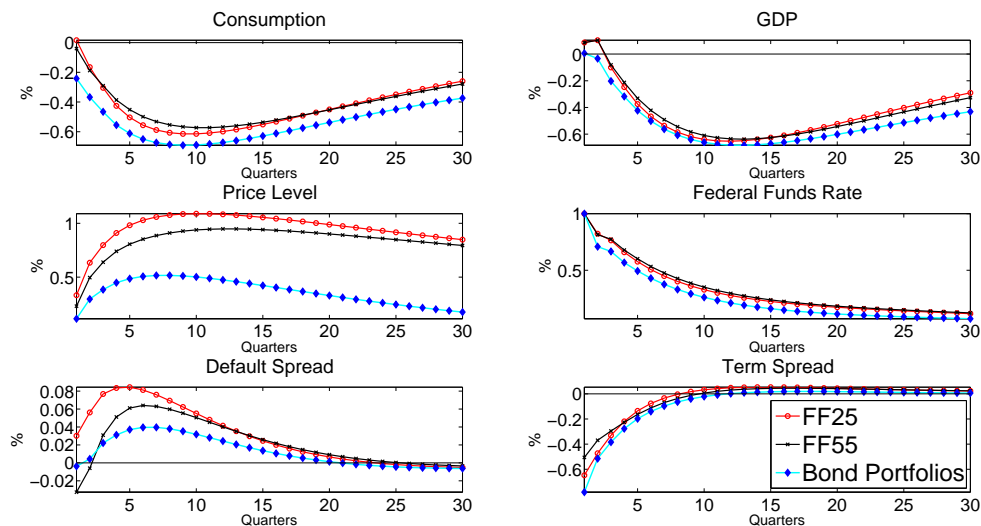 Consumption
0
−0.2
−0.4
−0.6
%
5 10 15 20 25 30
Quarters
GDP
0
−0.2
−0.4
−0.6
%
5 10 15 20 25 30
Quarters
Price Level
1
0.5
%
5 10 15 20 25 30
Quarters
Federal Funds Rate
1
0.5
%
5 10 15 20 25 30
Quarters
Default Spread
0.08
0.06
0.04
0.02
0
−0.02
%
5 10 15 20 25 30
Quarters
Term Spread
0
−0.2
−0.4
−0.6
%
5 10 15 20 25 30
Quarters
FF25
FF55
Bond Portfolios